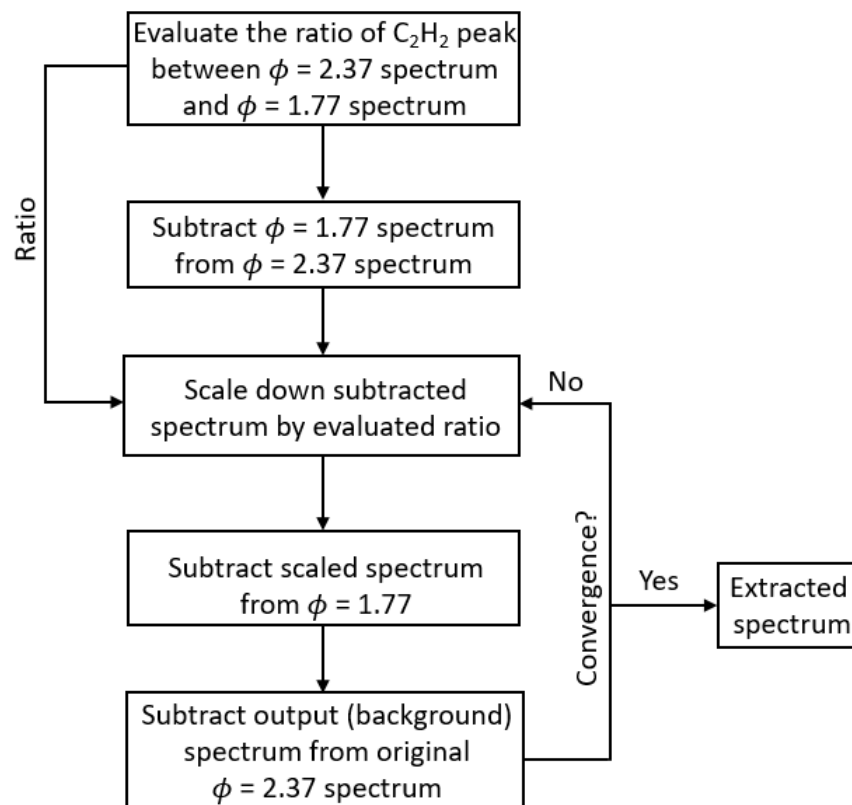 Evaluate the ratio of C₂H₂ peak
between ϕ = 2.37 spectrum
and ϕ = 1.77 spectrum
Ratio
Subtract ϕ = 1.77 spectrum
from ϕ = 2.37 spectrum
Scale down subtracted
spectrum by evaluated ratio
No
Subtract scaled spectrum
from ϕ = 1.77
Convergence?
Yes
Extracted
spectrum
Subtract output (background)
spectrum from original
ϕ = 2.37 spectrum